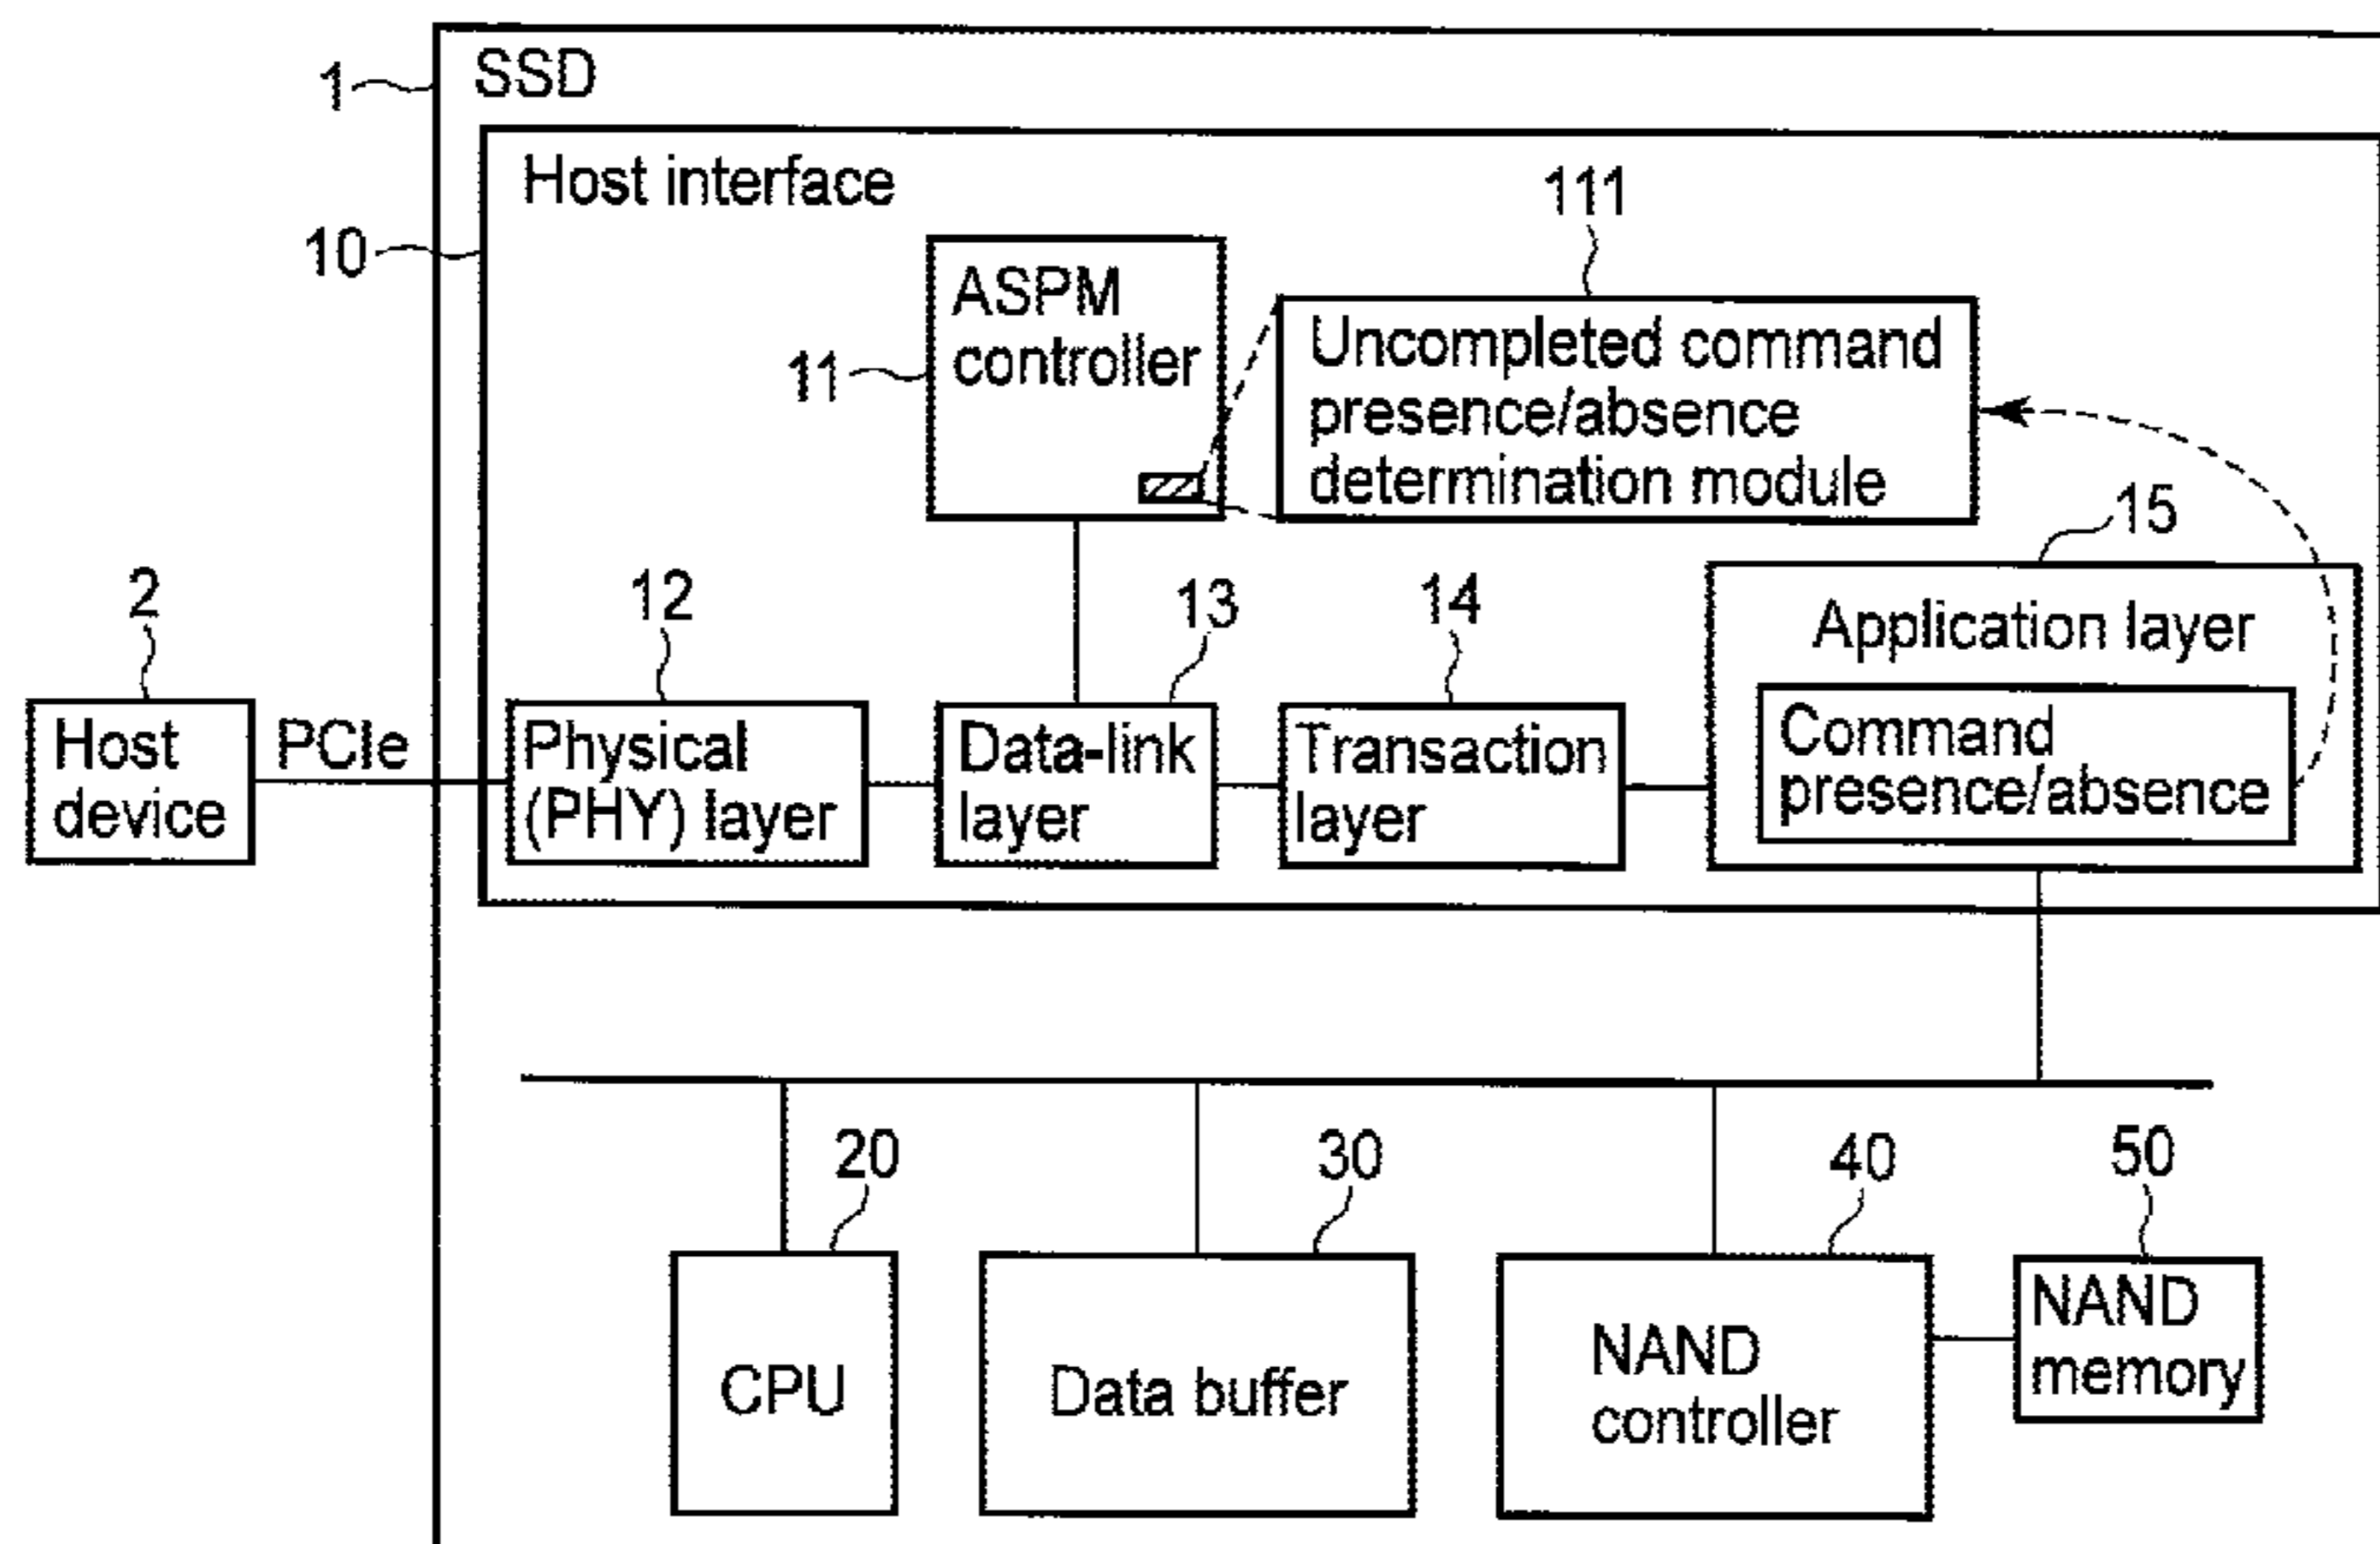 1
SSD
Host interface
10
111
ASPM
controller
11
Uncompleted command
presence/absence
determination module
15
2
12
13
14
Application layer
Host
device
PCIe
Physical
(PHY) layer
Data-link
layer
Transaction
layer
Command
presence/absence
20
30
40
50
CPU
Data buffer
NAND
controller
NAND
memory